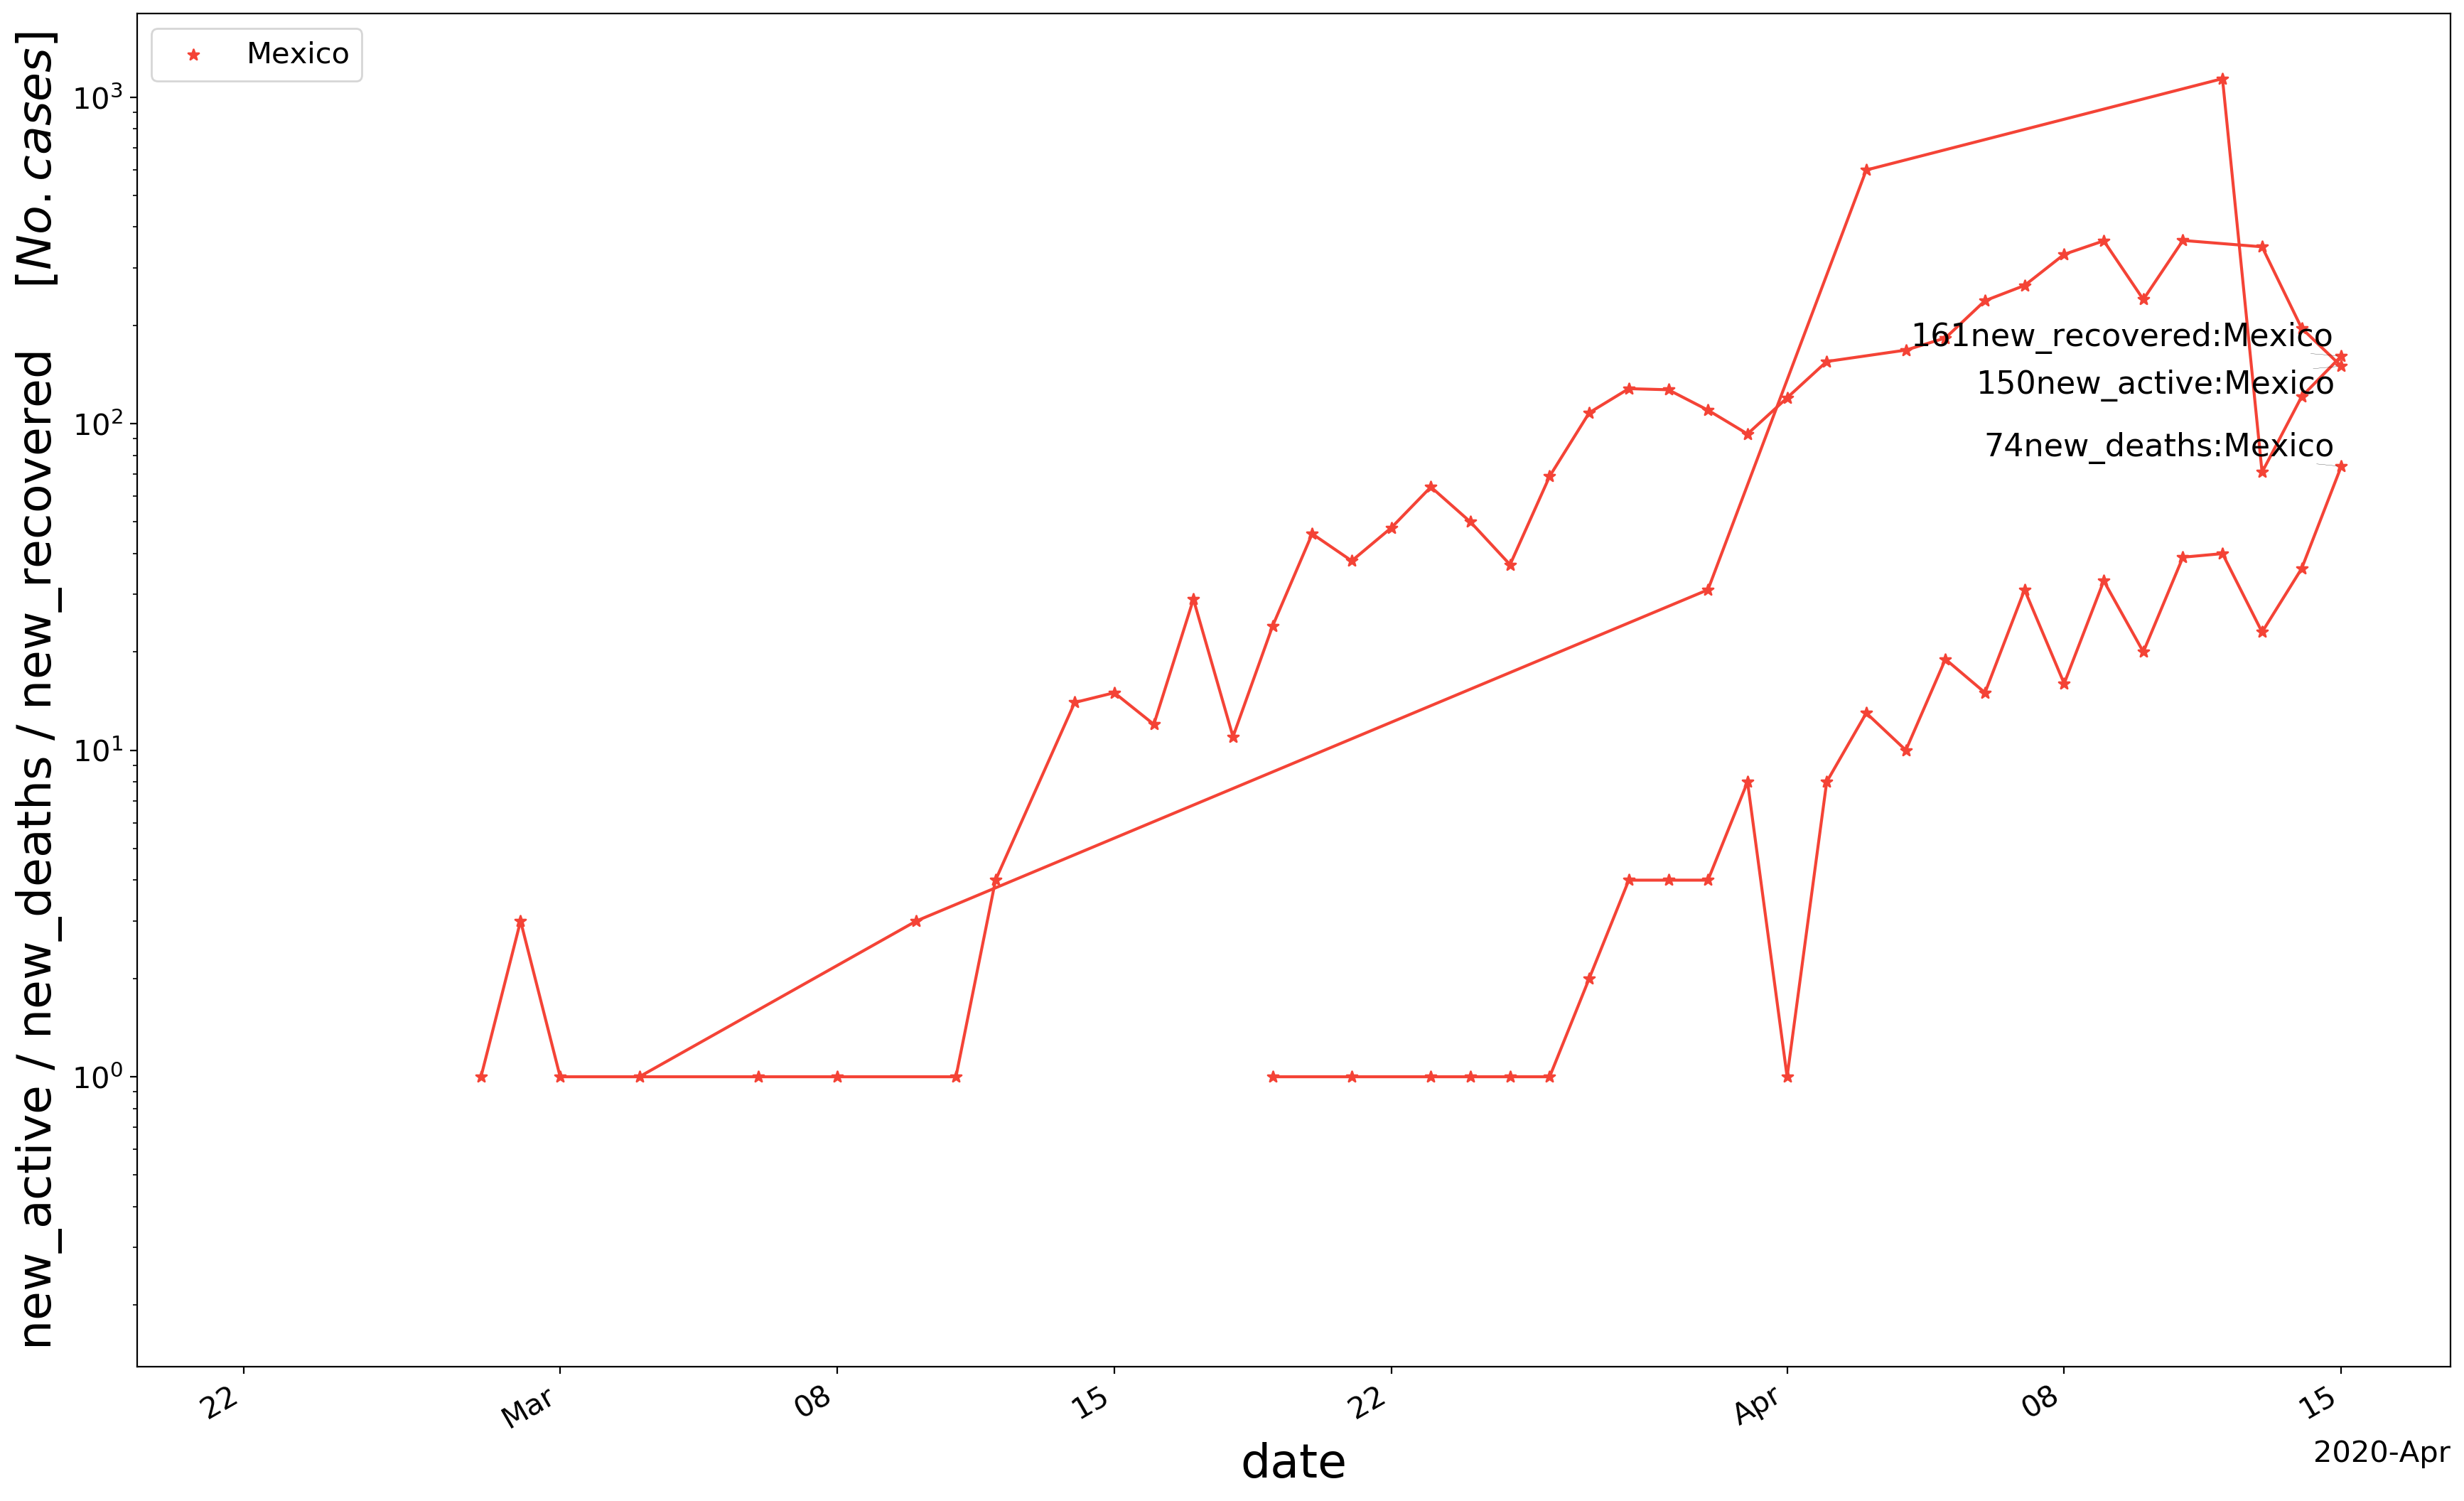 new_active / new_deaths / new_recovered [No.cases]
Mexico
10³
10²
10¹
10⁰
161new_recovered:Mexico
150new_active:Mexico
74new_deaths:Mexico
22
Mar
08
15
22
Apr
08
15
date
2020-Apr